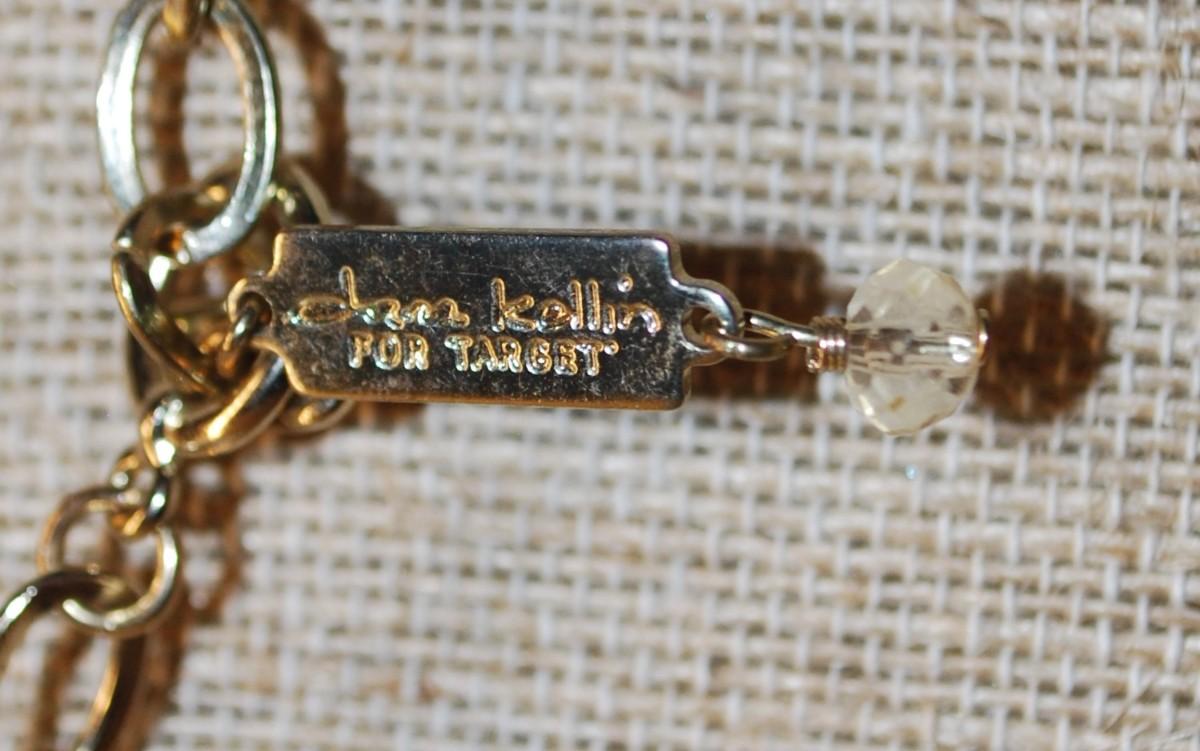 dana kellin
FOR TARGET